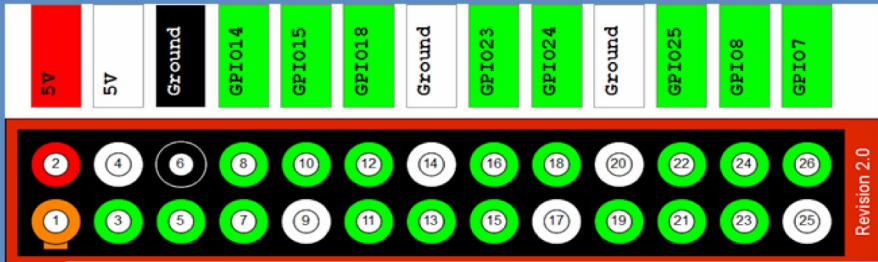 5V 5V Ground GPIO14 GPIO15 GPIO18 Ground GPIO23 GPIO24 Ground GPIO25 GPIO8 GPIO7
2 4 6 8 10 12 14 16 18 20 22 24 26
1 3 5 7 9 11 13 15 17 19 21 23 25
Revision 2.0